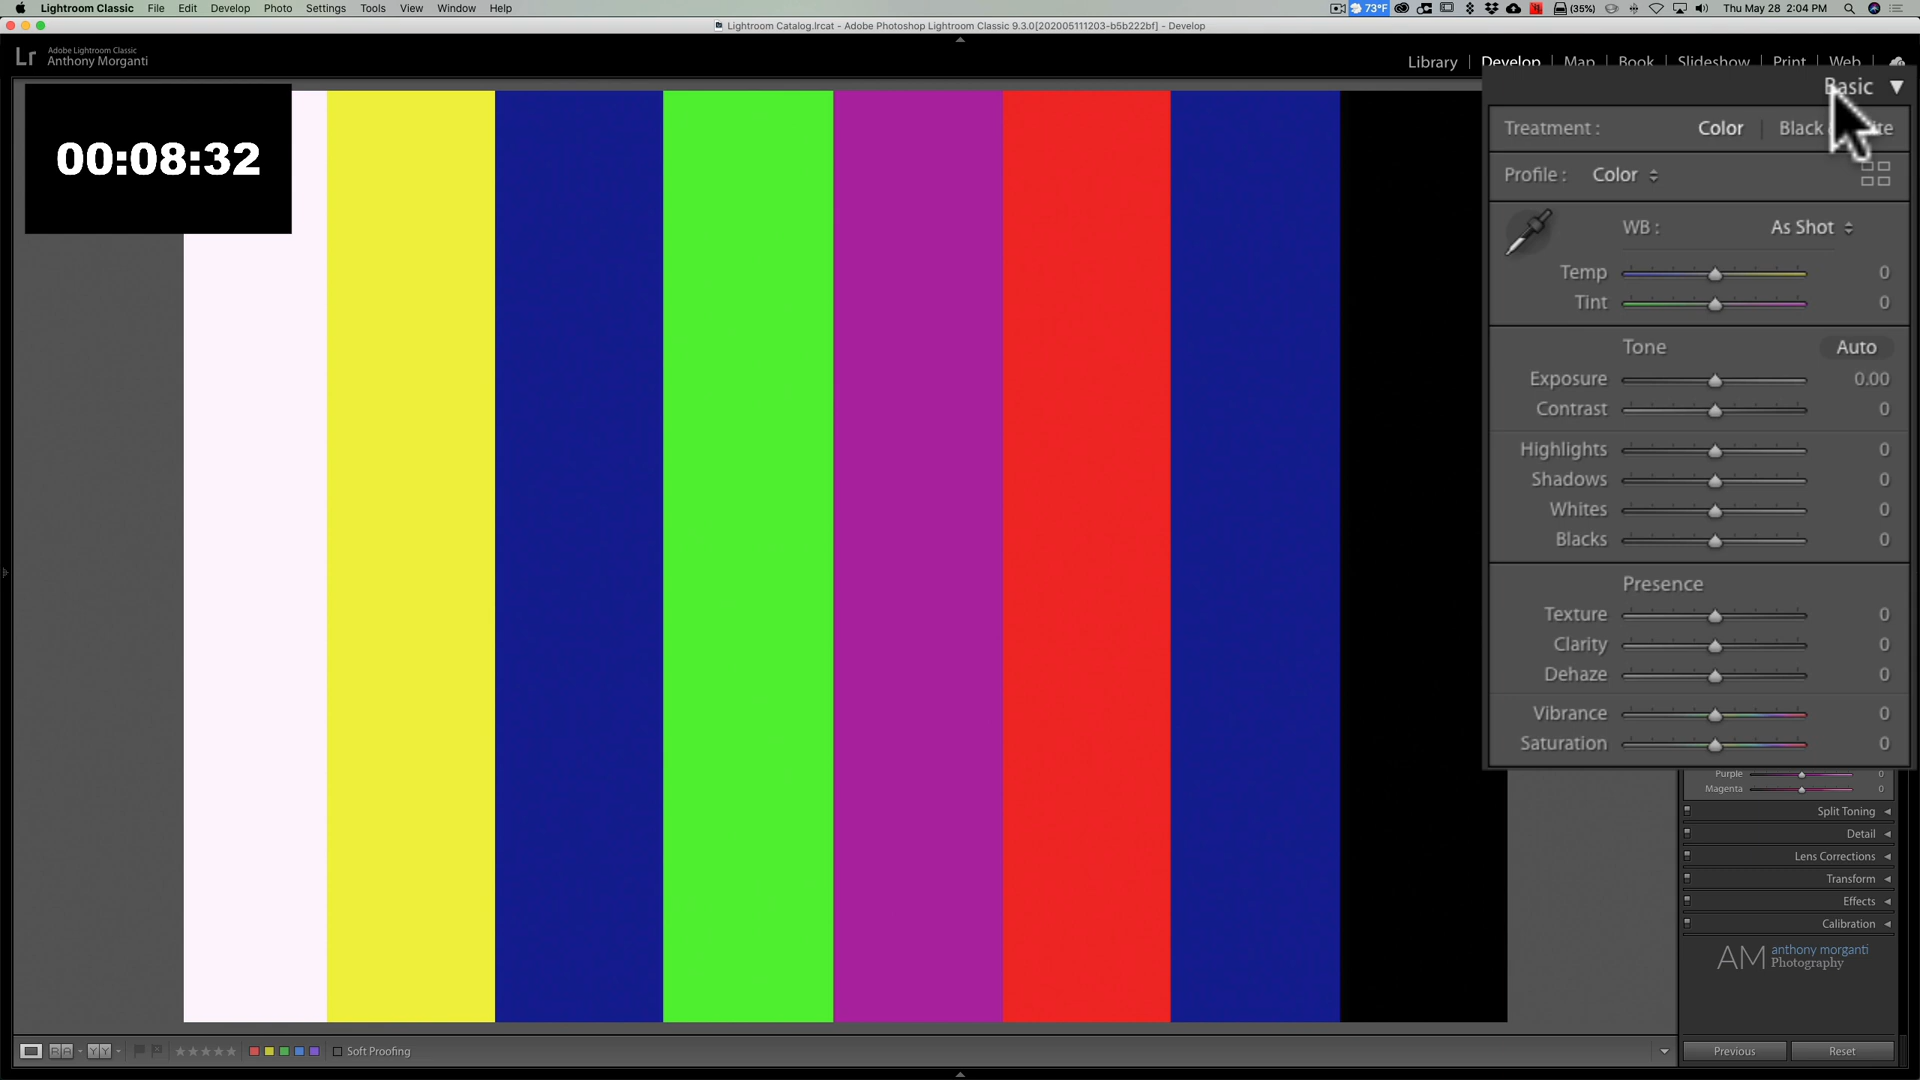 Lightroom Classic File Edit Develop Photo Settings Tools View Window Help
73°F (35%) Thu May 28 2:04 PM
Lightroom Catalog.lrcat - Adobe Photoshop Lightroom Classic 9.3.0[202005111203-b5b222bf] - Develop
Lr Adobe Lightroom Classic
Anthony Morganti
Library | Develop | Map | Book | Slideshow | Print | Web
00:08:32
Basic
Treatment : Color | Black
Profile : Color
WB : As Shot
Temp 0
Tint 0
Tone Auto
Exposure 0.00
Contrast 0
Highlights 0
Shadows 0
Whites 0
Blacks 0
Presence
Texture 0
Clarity 0
Dehaze 0
Vibrance 0
Saturation 0
Purple 0
Magenta 0
Split Toning
Detail
Lens Corrections
Transform
Effects
Calibration
AM anthony morganti
Photography
RA YY Soft Proofing
Previous Reset